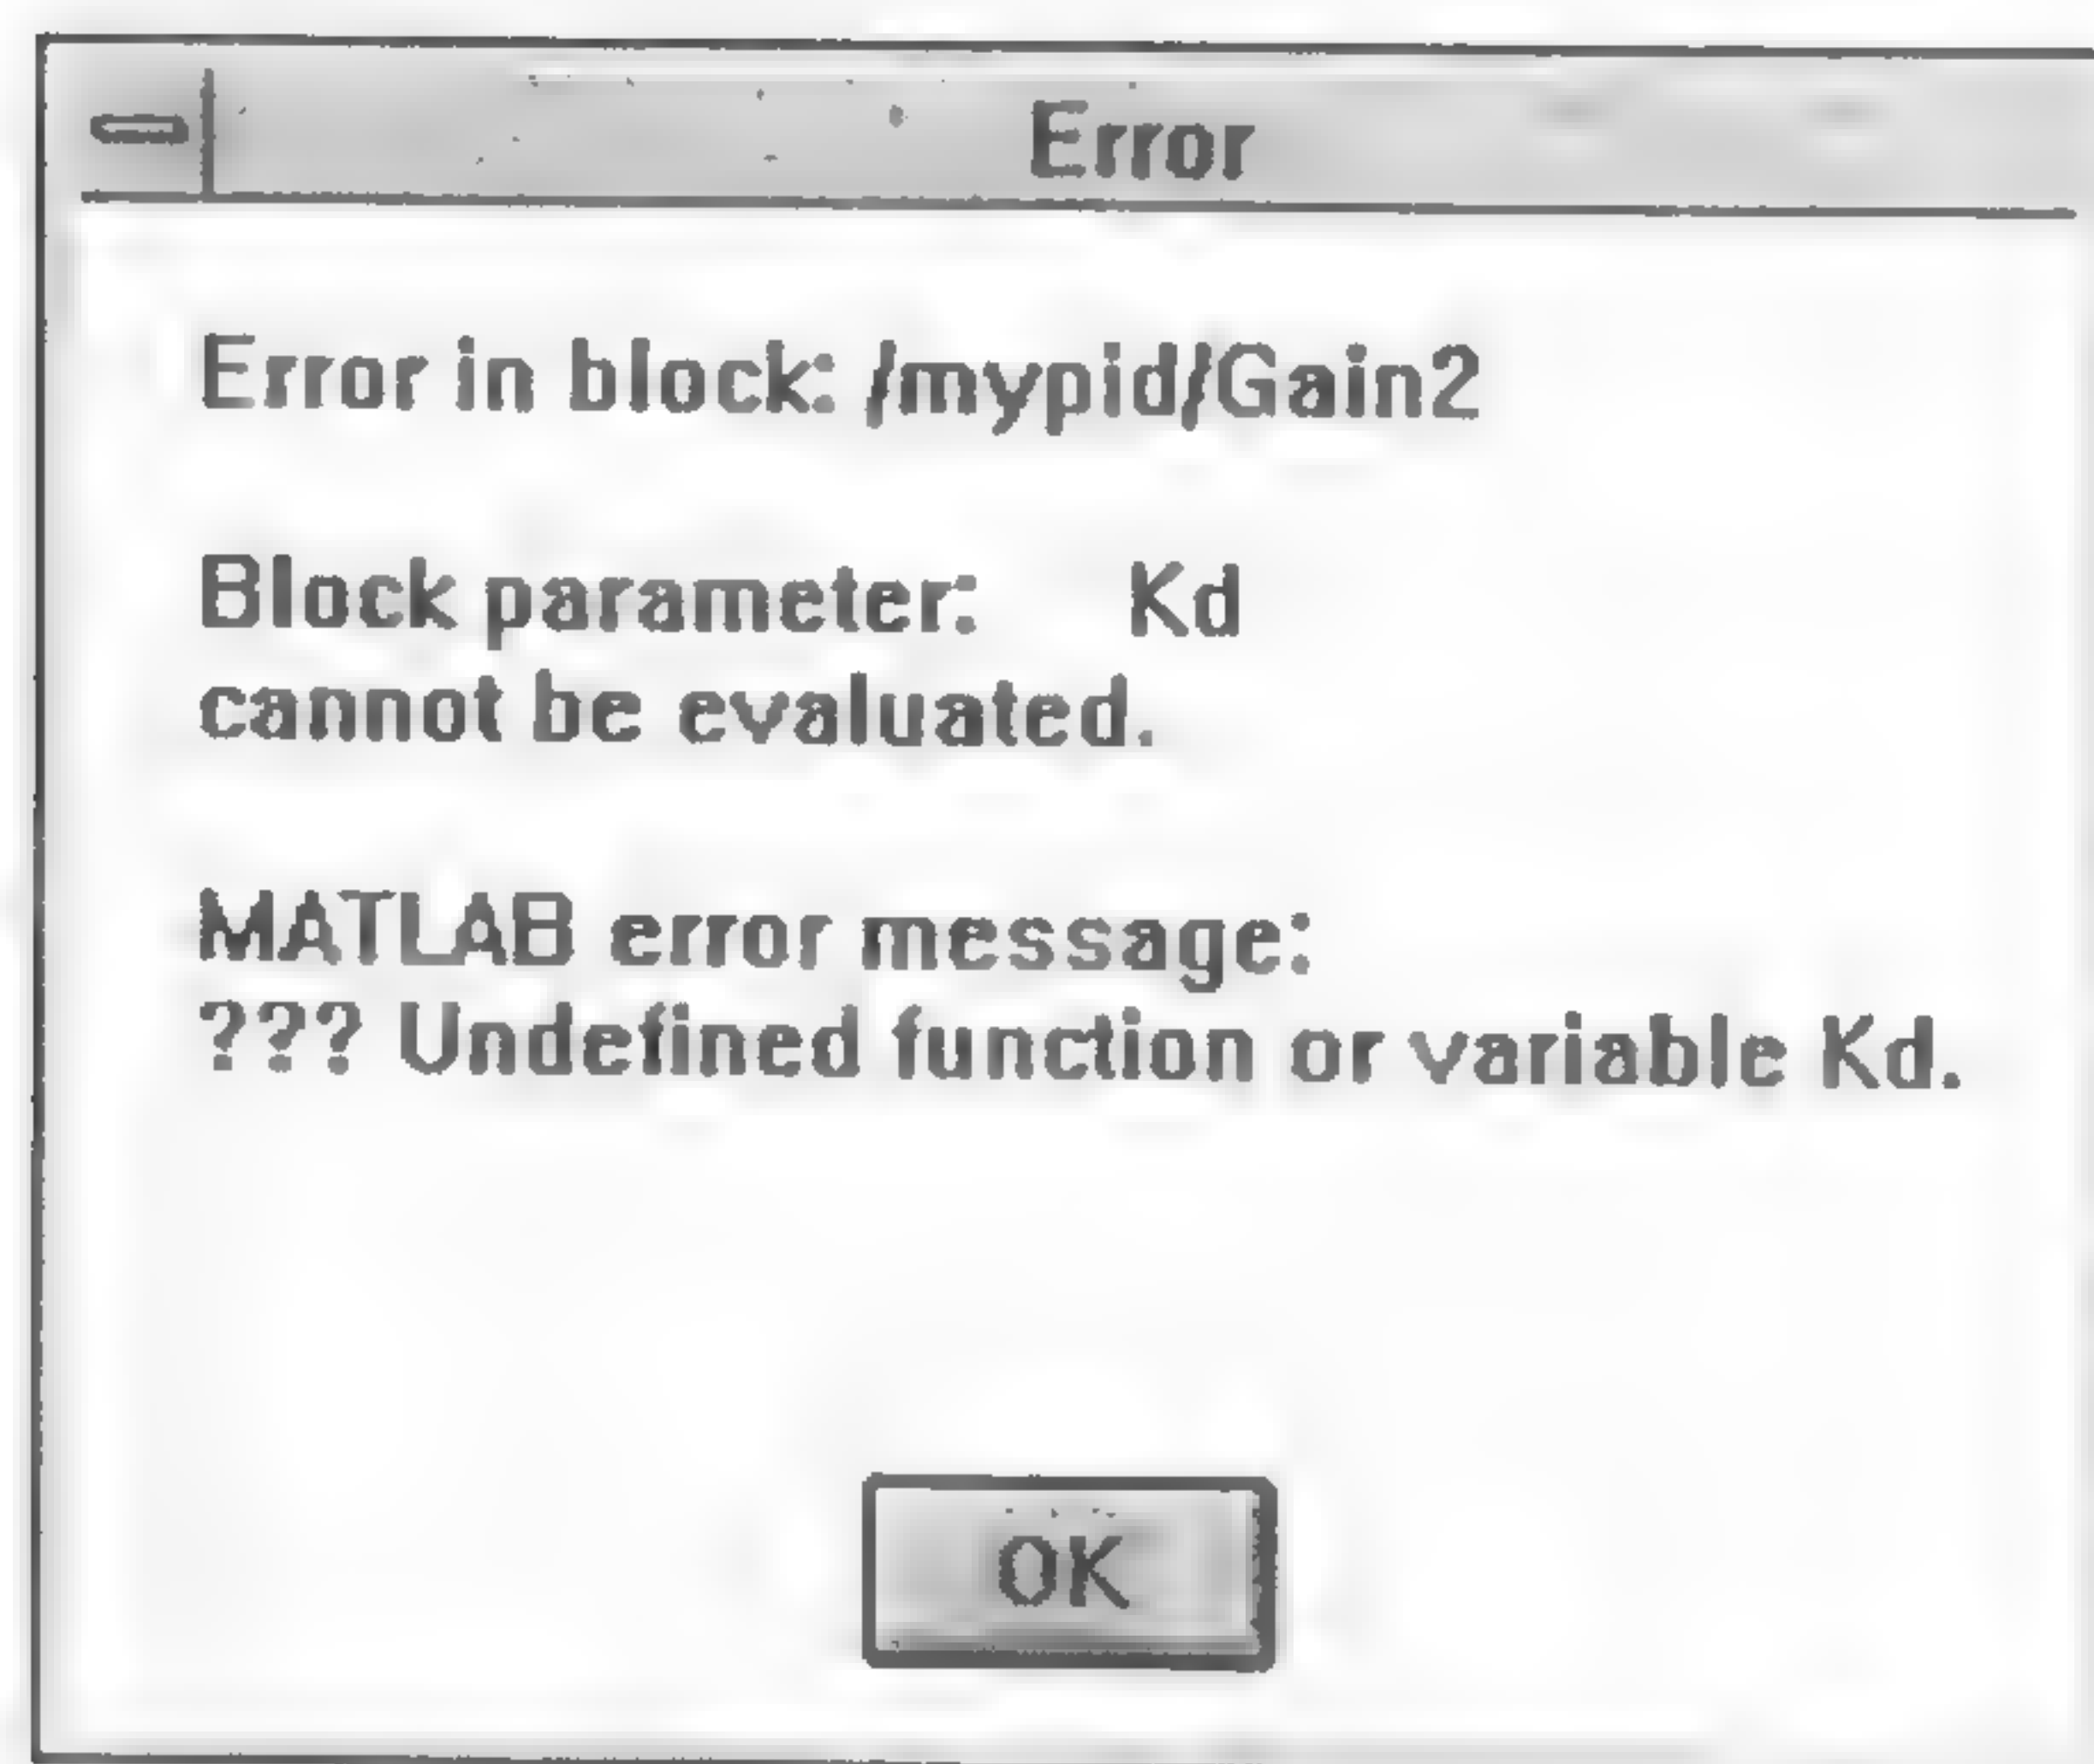 Error
Error in block: /mypid/Gain2
Block parameter: Kd
cannot be evaluated.
MATLAB error message:
??? Undefined function or variable Kd.
OK